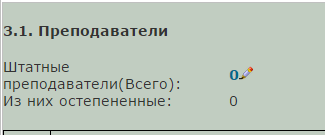 3.1. Преподаватели
Штатные
преподаватели(Всего): 0
Из них остепененные: 0